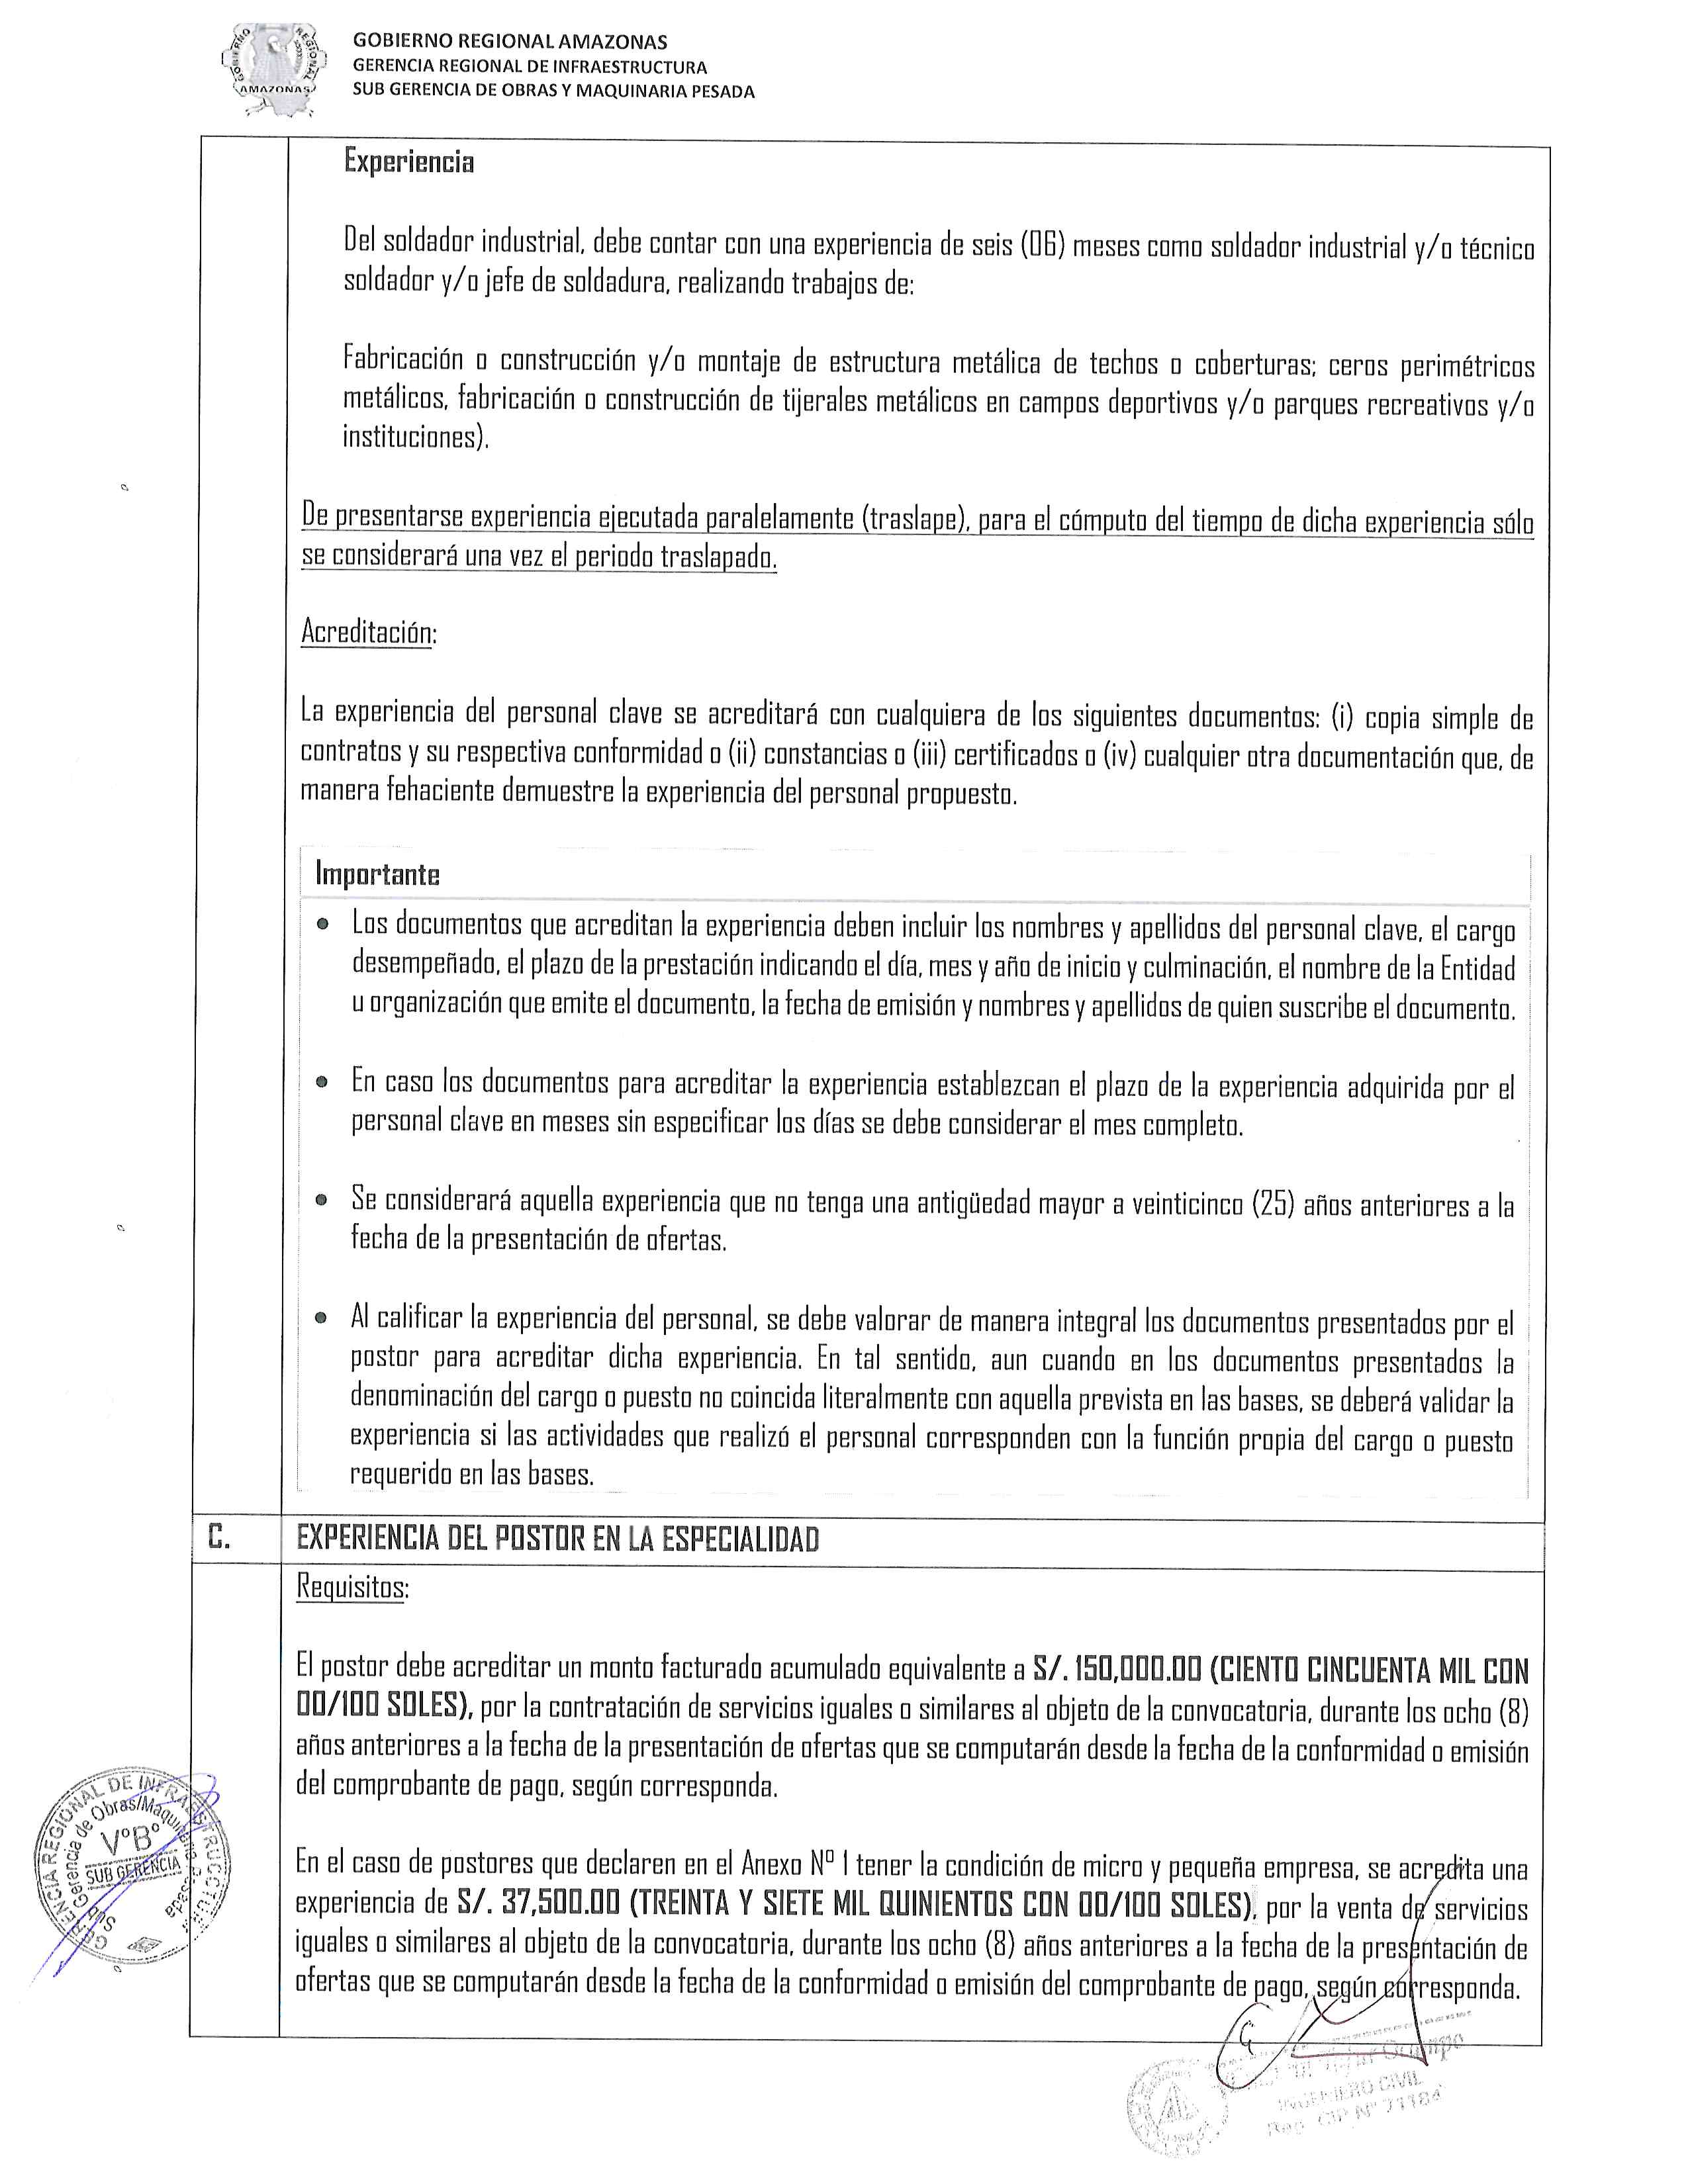 GOBIERNO REGIONAL AMAZONAS
GOBIERNO REGIONAL AMAZONAS
GERENCIA REGIONAL DE INFRAESTRUCTURA
SUB GERENCIA DE OBRAS Y MAQUINARIA PESADA
Experiencia
Del soldador industrial, debe contar con una experiencia de seis (06) meses como soldador industrial y/o técnico
soldador y/o jefe de soldadura, realizando trabajos de:
Fabricación o construcción y/o montaje de estructura metálica de techos o coberturas; ceros perimétricos
metálicos, fabricación o construcción de tijerales metálicos en campos deportivos y/o parques recreativos y/o
instituciones).
De presentarse experiencia ejecutada paralelamente (traslape), para el cómputo del tiempo de dicha experiencia sólo
se considerará una vez el periodo traslapado.
Acreditación:
La experiencia del personal clave se acreditará con cualquiera de los siguientes documentos: (i) copia simple de
contratos y su respectiva conformidad o (ii) constancias o (iii) certificados o (iv) cualquier otra documentación que, de
manera fehaciente demuestre la experiencia del personal propuesto.
Importante
• Los documentos que acreditan la experiencia deben incluir los nombres y apellidos del personal clave, el cargo
desempeñado, el plazo de la prestación indicando el día, mes y año de inicio y culminación, el nombre de la Entidad
u organización que emite el documento, la fecha de emisión y nombres y apellidos de quien suscribe el documento.
• En caso los documentos para acreditar la experiencia establezcan el plazo de la experiencia adquirida por el
personal clave en meses sin especificar los días se debe considerar el mes completo.
• Se considerará aquella experiencia que no tenga una antigüedad mayor a veinticinco (25) años anteriores a la
fecha de la presentación de ofertas.
• Al calificar la experiencia del personal, se debe valorar de manera integral los documentos presentados por el
postor para acreditar dicha experiencia. En tal sentido, aun cuando en los documentos presentados la
denominación del cargo o puesto no coincida literalmente con aquella prevista en las bases, se deberá validar la
experiencia si las actividades que realizó el personal corresponden con la función propia del cargo o puesto
requerido en las bases.
C. EXPERIENCIA DEL POSTOR EN LA ESPECIALIDAD
Requisitos:
El postor debe acreditar un monto facturado acumulado equivalente a S/. 150,000.00 (CIENTO CINCUENTA MIL CON
00/100 SOLES), por la contratación de servicios iguales o similares al objeto de la convocatoria, durante los ocho (8)
años anteriores a la fecha de la presentación de ofertas que se computarán desde la fecha de la conformidad o emisión
del comprobante de pago, según corresponda.
En el caso de postores que declaren en el Anexo Nº 1 tener la condición de micro y pequeña empresa, se acredita una
experiencia de S/. 37,500.00 (TREINTA Y SIETE MIL QUINIENTOS CON 00/100 SOLES), por la venta de servicios
iguales o similares al objeto de la convocatoria, durante los ocho (8) años anteriores a la fecha de la presentación de
ofertas que se computarán desde la fecha de la conformidad o emisión del comprobante de pago, según corresponda.
GERENCIA REGIONAL DE INFRAESTRUCTURA
Sub Gerencia de Obras/Maquinaria Pesada
V°B°
SUB GERENCIA
Ocampo
INGENIERO CIVIL
Reg. CIP N° 71184